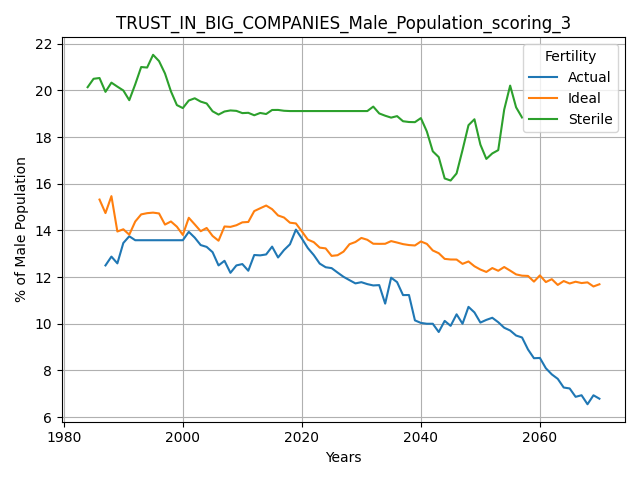 TRUST_IN_BIG_COMPANIES_Male_Population_scoring_3
% of Male Population
22
20
18
16
14
12
10
8
6
Fertility
Actual
Ideal
Sterile
1980
2000
2020
2040
2060
Years